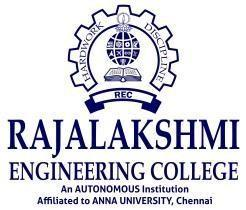 HARDWORK DISCIPLINE
REC
RAJALAKSHMI
ENGINEERING COLLEGE
An AUTONOMOUS Institution
Affiliated to ANNA UNIVERSITY, Chennai